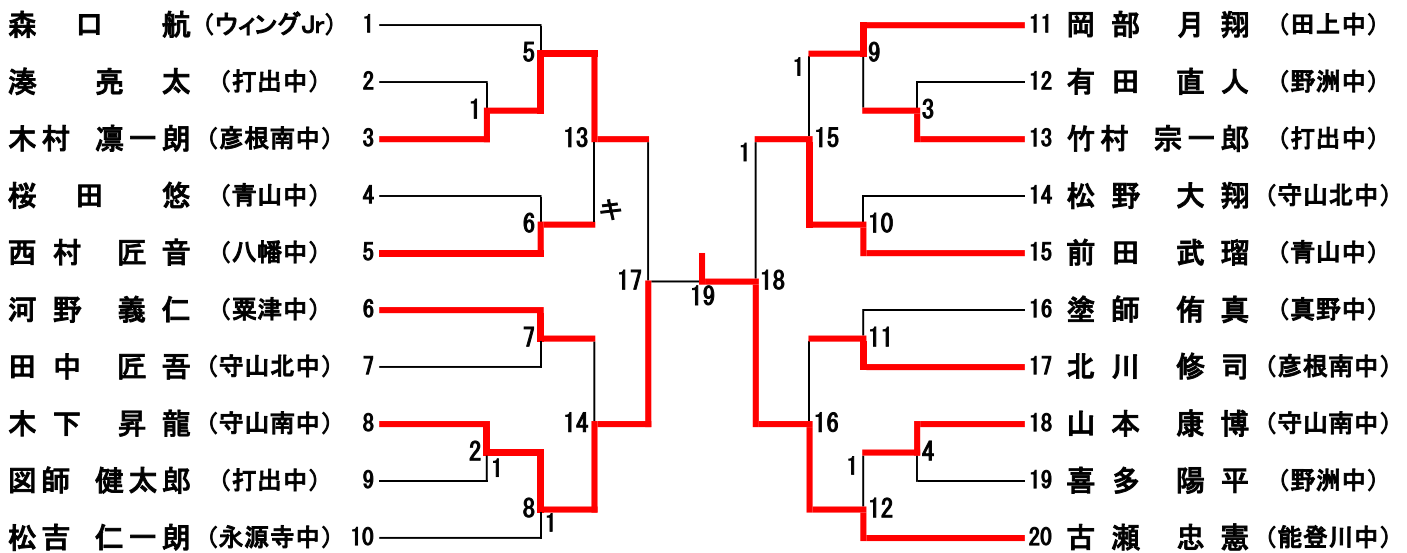 森口 航 (ウィングJr) 1
湊 亮太 (打出中) 2
木村 凛一朗 (彦根南中) 3
桜田 悠 (青山中) 4
西村 匠音 (八幡中) 5
河野 義仁 (粟津中) 6
田中 匠吾 (守山北中) 7
木下 昇龍 (守山南中) 8
図師 健太郎 (打出中) 9
松吉 仁一朗 (永源寺中) 10
5
1
13
6
キ
17
7
14
2
1
8
1
19
11 岡部 月翔 (田上中)
12 有田 直人 (野洲中)
13 竹村 宗一郎 (打出中)
14 松野 大翔 (守山北中)
15 前田 武瑠 (青山中)
16 塗師 侑真 (真野中)
17 北川 修司 (彦根南中)
18 山本 康博 (守山南中)
19 喜多 陽平 (野洲中)
20 古瀬 忠憲 (能登川中)
9
1
3
1
15
10
18
11
16
1
4
12